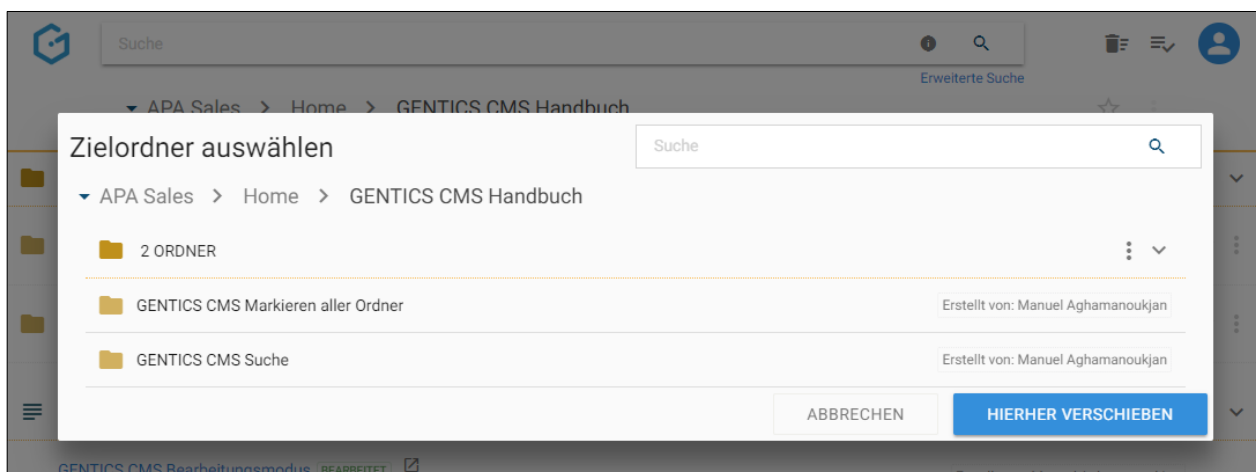 Suche
Erweiterte Suche
APA Sales > Home > GENTICS CMS Handbuch
Zielordner auswählen
Suche
APA Sales > Home > GENTICS CMS Handbuch
2 ORDNER
GENTICS CMS Markieren aller Ordner
Erstellt von: Manuel Aghamanoukjan
GENTICS CMS Suche
Erstellt von: Manuel Aghamanoukjan
ABBRECHEN
HIERHER VERSCHIEBEN
GENTICS CMS Bearbeitungsmodus BEARBEITET